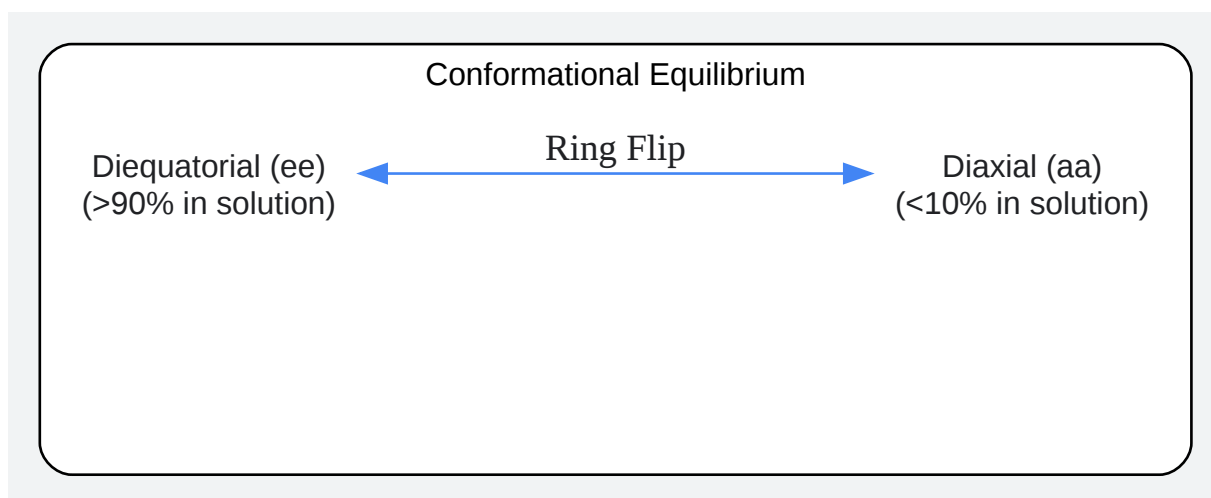 Conformational Equilibrium
Ring Flip
Diequatorial (ee)
(>90% in solution)
Diaxial (aa)
(<10% in solution)